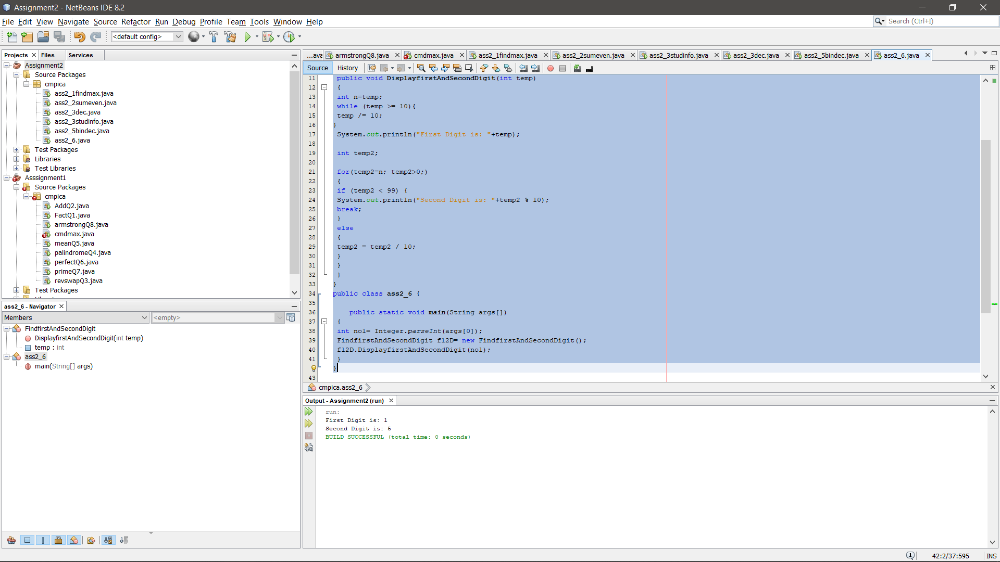 Assignment2 - NetBeans IDE 8.2
File Edit View Navigate Source Refactor Run Debug Profile Team Tools Window Help
Search (Ctrl+I)
<default config>
Projects Files Services
Assignment2
Source Packages
cmpica
ass2_1findmax.java
ass2_2sumeven.java
ass2_3dec.java
ass2_3studinfo.java
ass2_5bindec.java
ass2_6.java
Test Packages
Libraries
Test Libraries
Asssignment1
Source Packages
cmpica
AddQ2.java
FactQ1.java
armstrongQ8.java
cmdmax.java
meanQ5.java
palindromeQ4.java
perfectQ6.java
primeQ7.java
revswapQ3.java
Test Packages
ass2_6 - Navigator
Members <empty>
FindfirstAndSecondDigit
DisplayfirstAndSecondDigit(int temp)
temp : int
ass2_6
main(String[] args)
...ava armstrongQ8.java cmdmax.java ass2_1findmax.java ass2_2sumeven.java ass2_3studinfo.java ass2_3dec.java ass2_5bindec.java ass2_6.java
Source History
11 public void DisplayfirstAndSecondDigit(int temp)
12 {
13 int n=temp;
14 while (temp >= 10){
15 temp /= 10;
16 }
17 System.out.println("First Digit is: "+temp);
18
19 int temp2;
20
21 for(temp2=n; temp2>0;)
22 {
23 if (temp2 < 99) {
24 System.out.println("Second Digit is: "+temp2 % 10);
25 break;
26 }
27 else
28 {
29 temp2 = temp2 / 10;
30 }
31 }
32 }
33 }
34 public class ass2_6 {
35
36 public static void main(String args[])
37 {
38 int no1= Integer.parseInt(args[0]);
39 FindfirstAndSecondDigit f12D= new FindfirstAndSecondDigit();
40 f12D.DisplayfirstAndSecondDigit(no1);
41 }
}
43
cmpica.ass2_6
Output - Assignment2 (run)
run:
First Digit is: 1
Second Digit is: 5
BUILD SUCCESSFUL (total time: 0 seconds)
42:2/37:595 INS